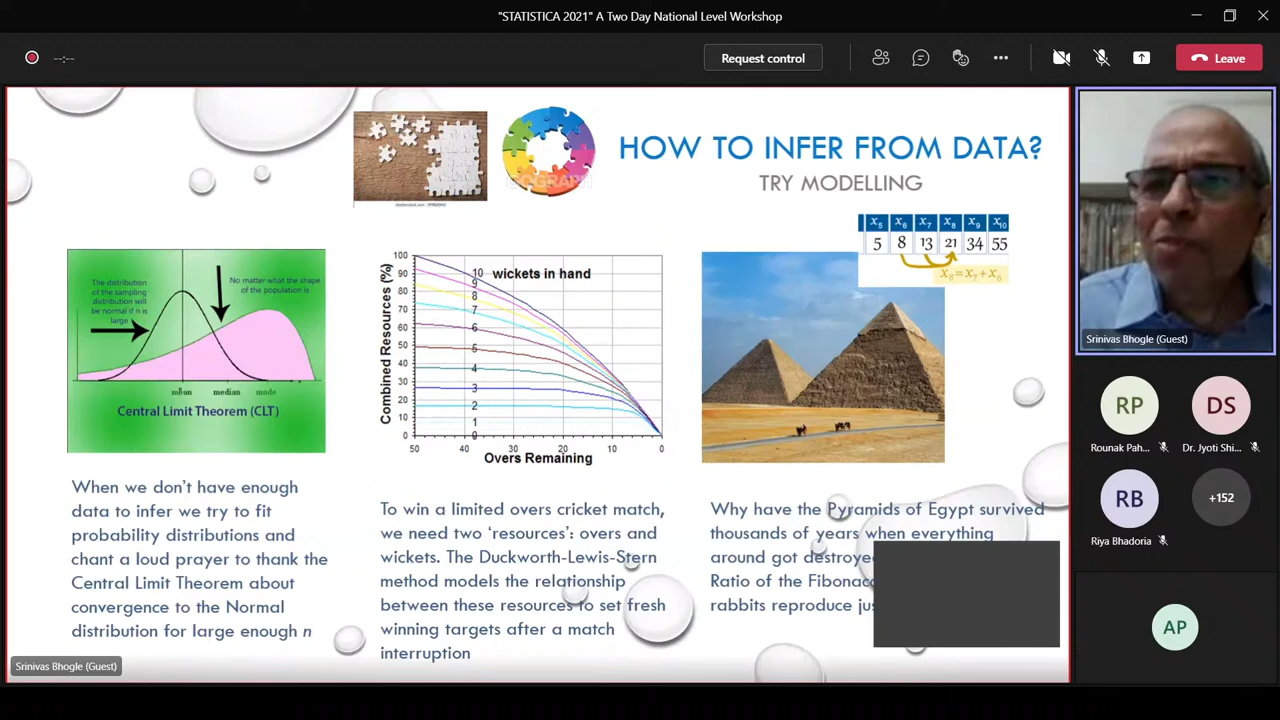 "STATISTICA 2021" A Two Day National Level Workshop
--:--
Request control
Leave
HOW TO INFER FROM DATA?
TRY MODELLING
x5 x6 x7 x8 x9 x10
5 8 13 21 34 55
x8=x7+x6
The distribution
of the sampling
distribution will
be normal if n is
large
No matter what the shape
of the population is
mean median mode
Central Limit Theorem (CLT)
When we don't have enough
data to infer we try to fit
probability distributions and
chant a loud prayer to thank the
Central Limit Theorem about
convergence to the Normal
distribution for large enough n
Combined Resources (%)
100
90
80
70
60
50
40
30
20
10
0
10 wickets in hand
9
8
7
6
5
4
3
2
1
50 40 30 20 10 0
Overs Remaining
To win a limited overs cricket match,
we need two 'resources': overs and
wickets. The Duckworth-Lewis-Stern
method models the relationship
between these resources to set fresh
winning targets after a match
interruption
Why have the Pyramids of Egypt survived
thousands of years when everything
around got destroye
Ratio of the Fibonac
rabbits reproduce jus
Srinivas Bhogle (Guest)
Srinivas Bhogle (Guest)
RP
Rounak Pah...
DS
Dr. Jyoti Shi...
RB
Riya Bhadoria
+152
AP